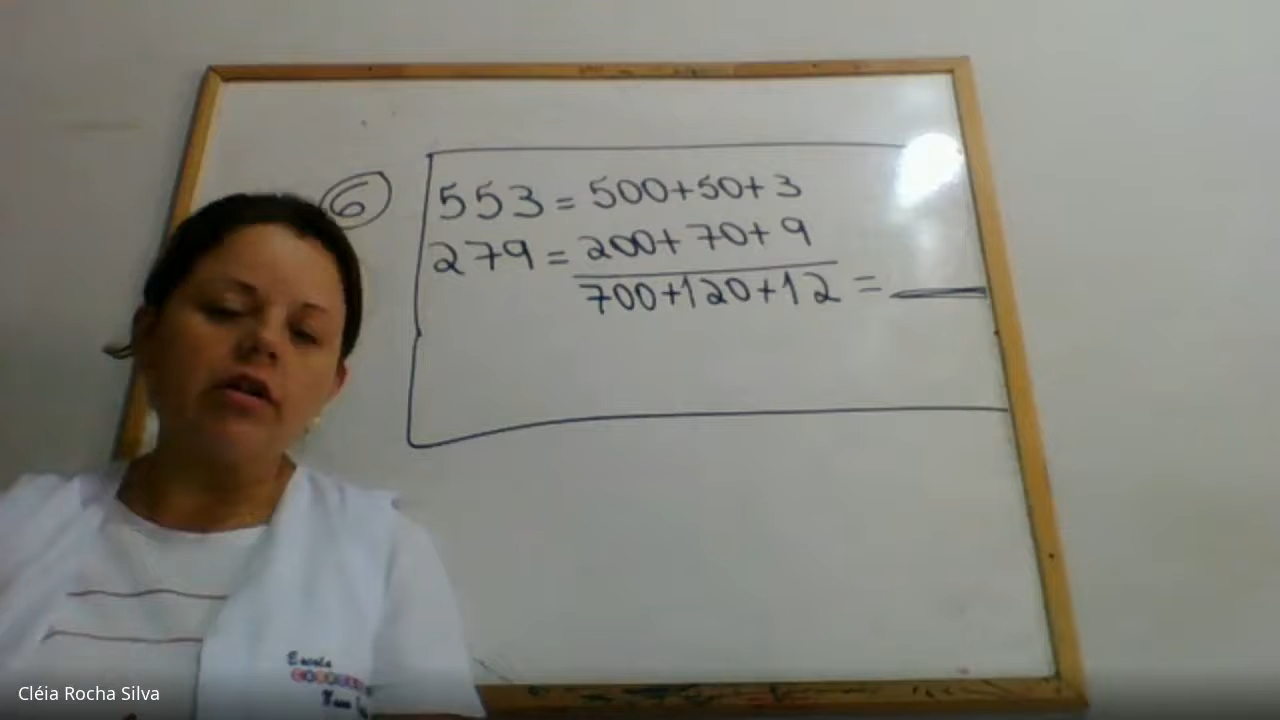 6
553 = 500+50+3
279 = 200+70+9
700+120+12 =
Escola
Cléia Rocha Silva